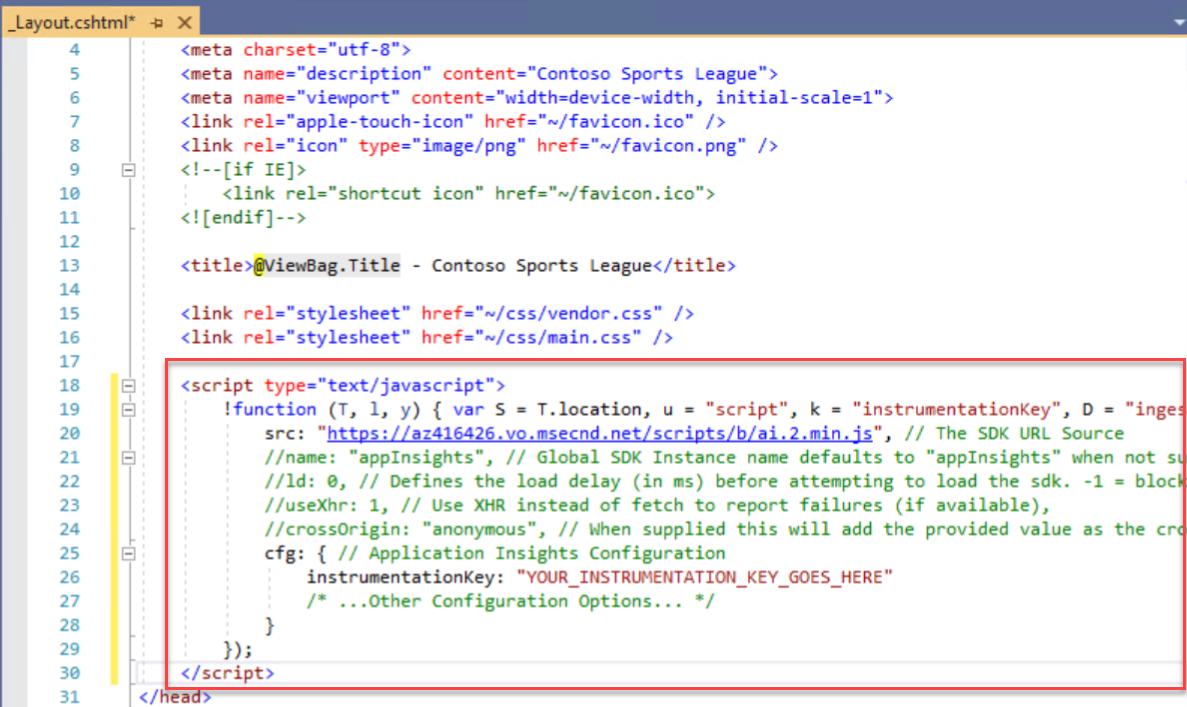 _Layout.cshtml*
4 <meta charset="utf-8">
5 <meta name="description" content="Contoso Sports League">
6 <meta name="viewport" content="width=device-width, initial-scale=1">
7 <link rel="apple-touch-icon" href="~/favicon.ico" />
8 <link rel="icon" type="image/png" href="~/favicon.png" />
9 <!--[if IE]>
10 <link rel="shortcut icon" href="~/favicon.ico">
11 <![endif]-->
12
13 <title>@ViewBag.Title - Contoso Sports League</title>
14
15 <link rel="stylesheet" href="~/css/vendor.css" />
16 <link rel="stylesheet" href="~/css/main.css" />
17
18 <script type="text/javascript">
19 !function (T, l, y) { var S = T.location, u = "script", k = "instrumentationKey", D = "inges
20 src: "https://az416426.vo.msecnd.net/scripts/b/ai.2.min.js", // The SDK URL Source
21 //name: "appInsights", // Global SDK Instance name defaults to "appInsights" when not su
22 //ld: 0, // Defines the load delay (in ms) before attempting to load the sdk. -1 = block
23 //useXhr: 1, // Use XHR instead of fetch to report failures (if available),
24 //crossOrigin: "anonymous", // When supplied this will add the provided value as the cro
25 cfg: { // Application Insights Configuration
26 instrumentationKey: "YOUR_INSTRUMENTATION_KEY_GOES_HERE"
27 /* ...Other Configuration Options... */
28 }
29 });
30 </script>
31 </head>